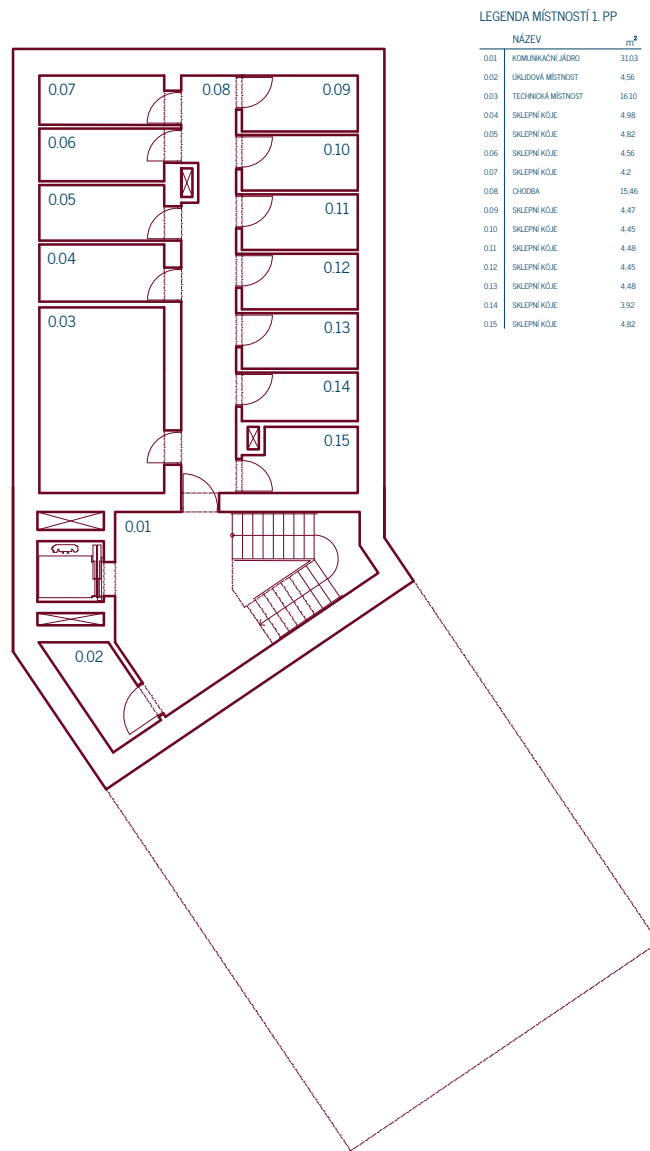 LEGENDA MÍSTNOSTÍ 1. PP
NÁZEV m²
0.01 KOMUNIKAČNÍ JÁDRO 31,03
0.02 ÚKLIDOVÁ MÍSTNOST 4,56
0.03 TECHNICKÁ MÍSTNOST 16,10
0.04 SKLEPNÍ KÓJE 4,98
0.05 SKLEPNÍ KÓJE 4,82
0.06 SKLEPNÍ KÓJE 4,56
0.07 SKLEPNÍ KÓJE 4,2
0.08 CHODBA 15,46
0.09 SKLEPNÍ KÓJE 4,47
0.10 SKLEPNÍ KÓJE 4,45
0.11 SKLEPNÍ KÓJE 4,48
0.12 SKLEPNÍ KÓJE 4,45
0.13 SKLEPNÍ KÓJE 4,48
0.14 SKLEPNÍ KÓJE 3,92
0.15 SKLEPNÍ KÓJE 4,82
0.07 0.08 0.09
0.06 0.10
0.05 0.11
0.04 0.12
0.03 0.13
0.14
0.15
0.01
0.02